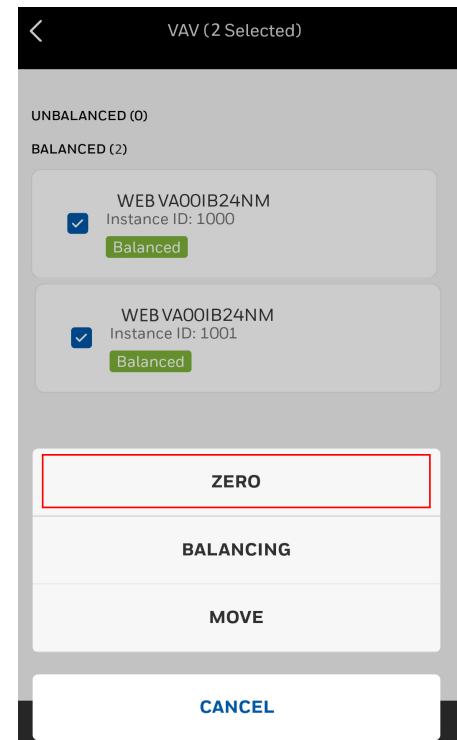 VAV (2 Selected)
UNBALANCED (0)
BALANCED (2)
WEB VA00IB24NM
Instance ID: 1000
Balanced
WEB VA00IB24NM
Instance ID: 1001
Balanced
ZERO
BALANCING
MOVE
CANCEL